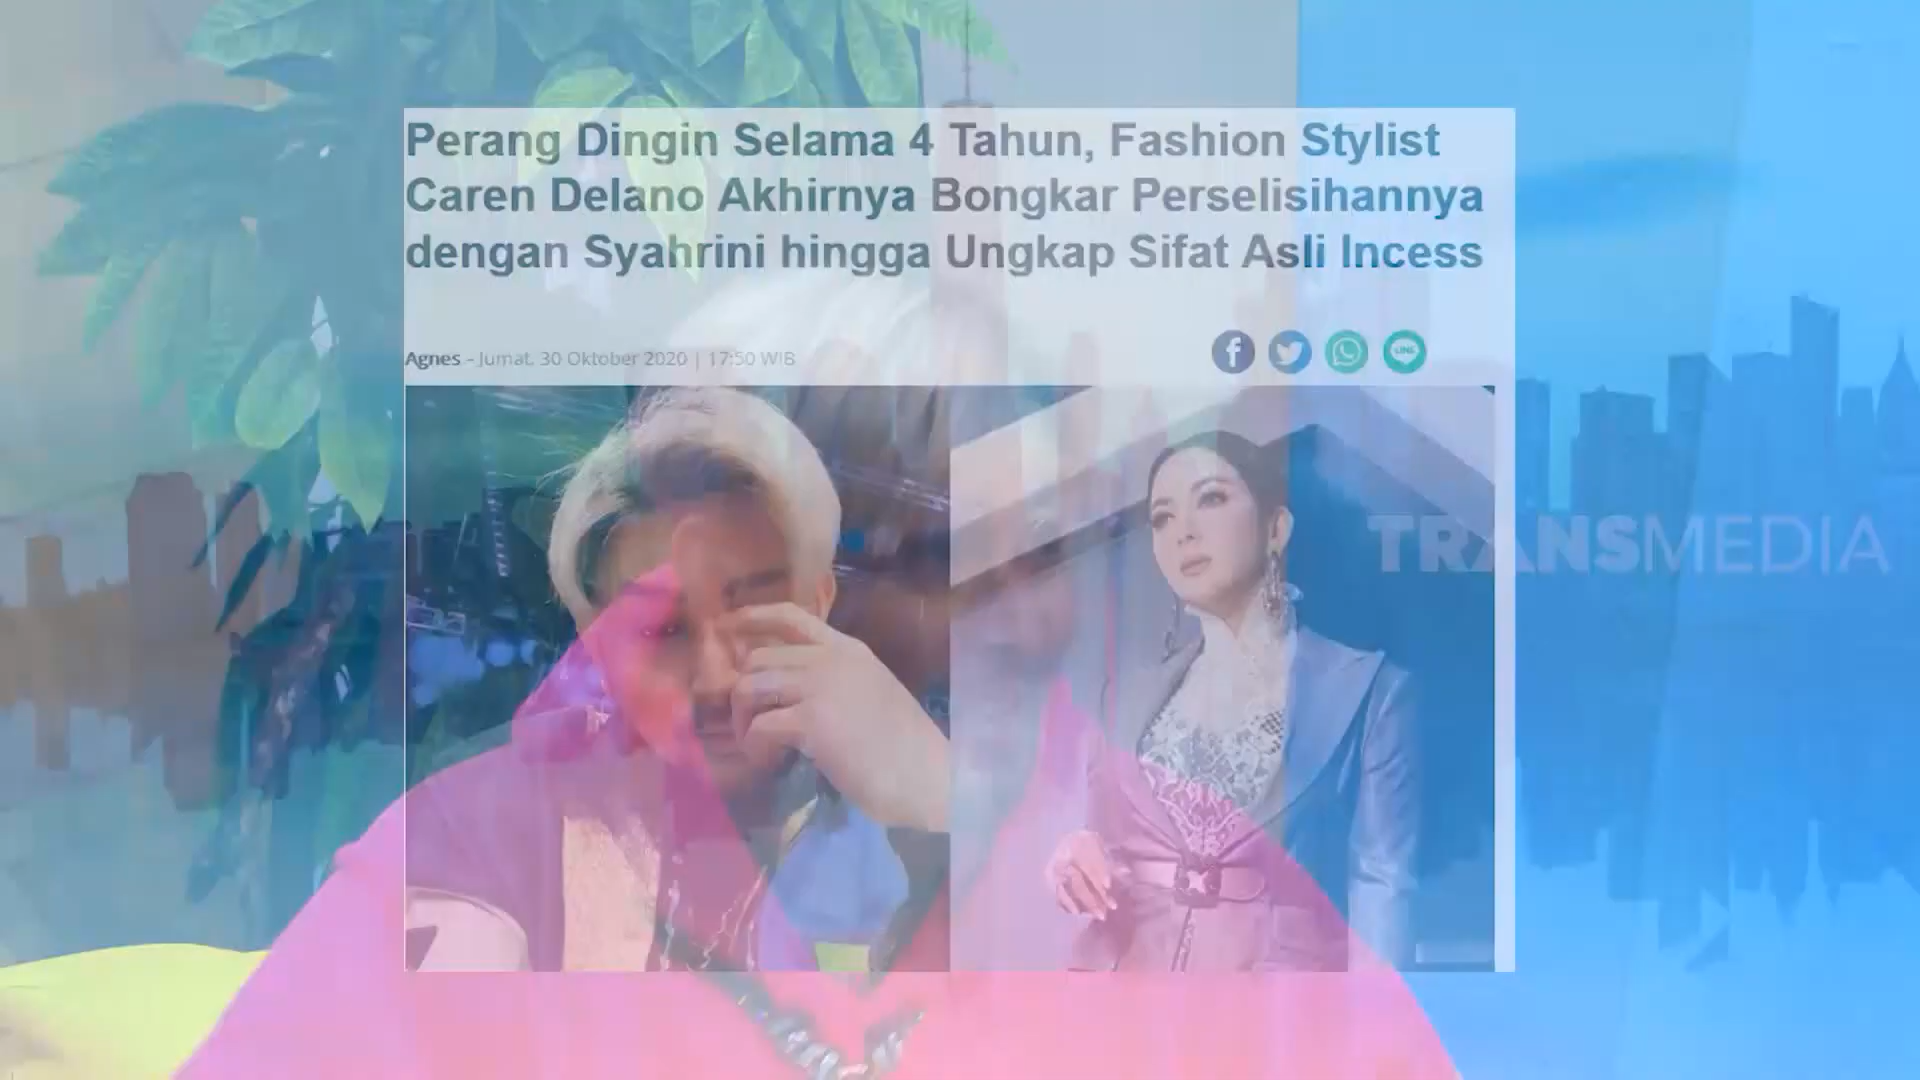 Perang Dingin Selama 4 Tahun, Fashion Stylist
Caren Delano Akhirnya Bongkar Perselisihannya
dengan Syahrini hingga Ungkap Sifat Asli Incess
Agnes - Jumat, 30 Oktober 2020 | 17:50 WIB
LINE
TRANSMEDIA